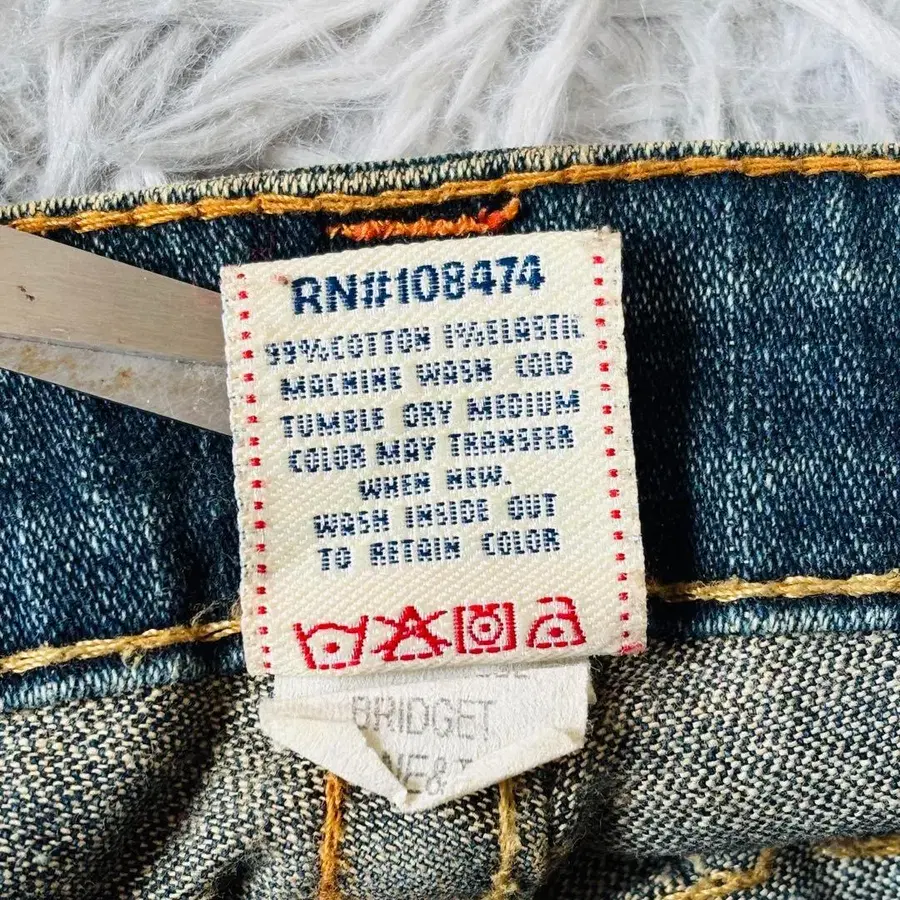 RN#108474
99%COTTON 1%ELASTIC
MACHINE WASH COLD
TUMBLE DRY MEDIUM
COLOR MAY TRANSFER
WHEN NEW.
WASH INSIDE OUT
TO RETAIN COLOR
BRIDGET